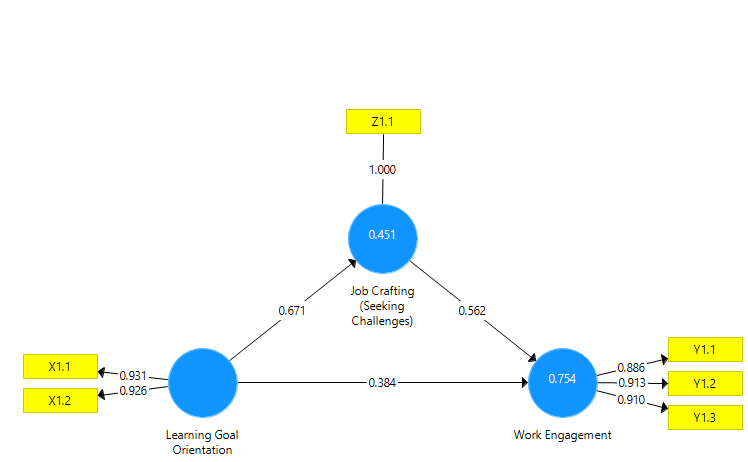 Z1.1
1.000
0.451
Job Crafting
(Seeking
Challenges)
0.671
0.562
X1.1
X1.2
0.931
0.926
Learning Goal
Orientation
0.384
0.754
Work Engagement
0.886
0.913
0.910
Y1.1
Y1.2
Y1.3